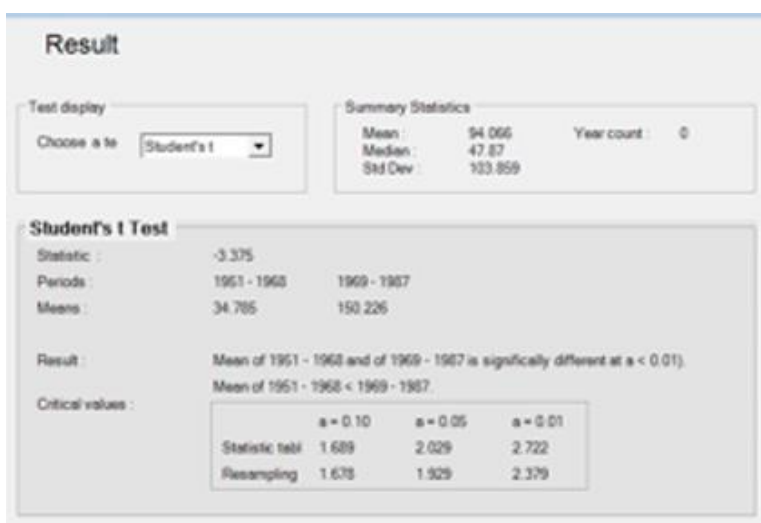 Result
Test display
Choose a te Student's t
Summary Statistics
Mean : 94.066 Year count : 0
Median : 47.87
Std Dev : 103.859
Student's t Test
Statistic : -3.375
Periods : 1951 - 1968 1969 - 1987
Means : 34.785 150.226
Result : Mean of 1951 - 1968 and of 1969 - 1987 is significally different at a < 0.01).
Mean of 1951 - 1968 < 1969 - 1987.
Critical values :
a = 0.10 a = 0.05 a = 0.01
Statistic tabl 1.689 2.029 2.722
Resampling 1.678 1.929 2.379